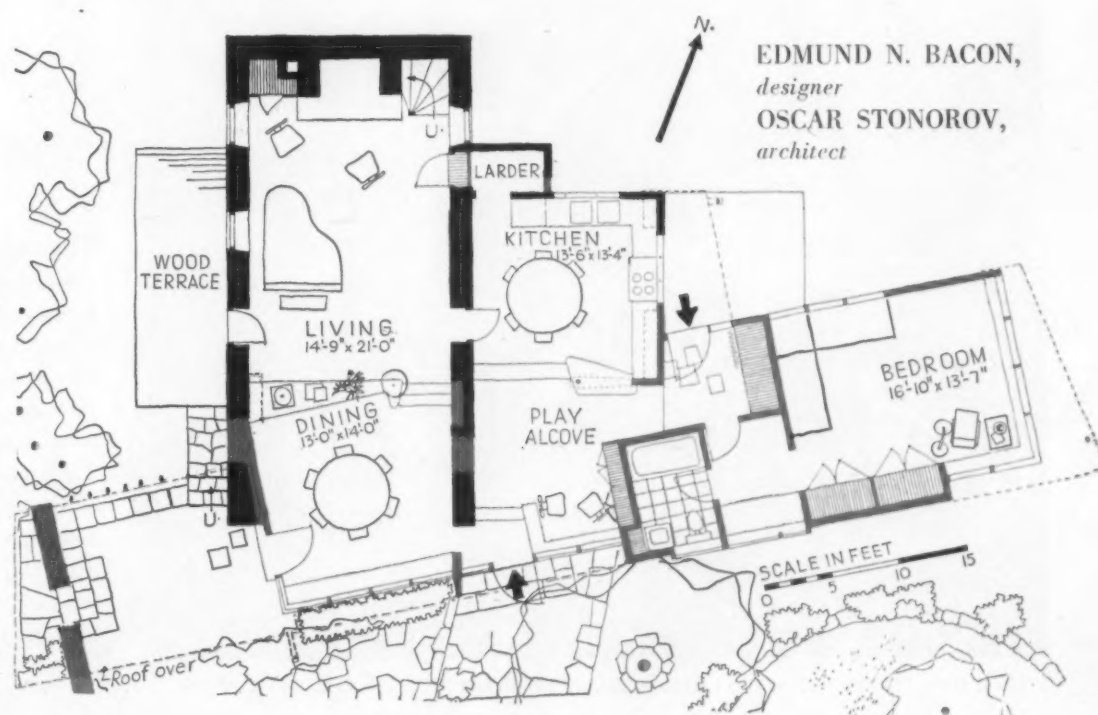 N.
EDMUND N. BACON,
designer
OSCAR STONOROV,
architect
U.
LARDER
KITCHEN
13'-6" x 13'-4"
WOOD
TERRACE
LIVING
14'-9" x 21'-0"
BEDROOM
16'-10" x 13'-7"
DINING
13'-0" x 14'-0"
PLAY
ALCOVE
U.
SCALE IN FEET
0 5 10 15
Roof over